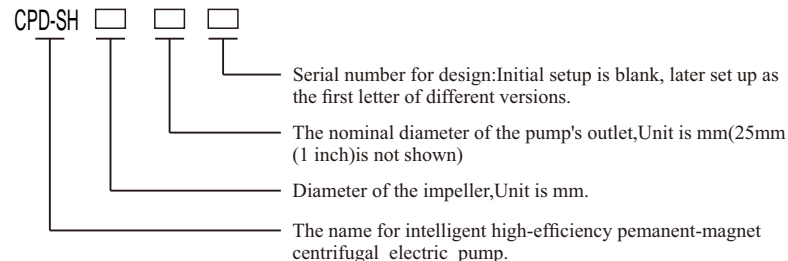 CPD-SH □ □ □
Serial number for design:Initial setup is blank, later set up as
the first letter of different versions.
The nominal diameter of the pump's outlet,Unit is mm(25mm
(1 inch)is not shown)
Diameter of the impeller,Unit is mm.
The name for intelligent high-efficiency pemanent-magnet
centrifugal electric pump.